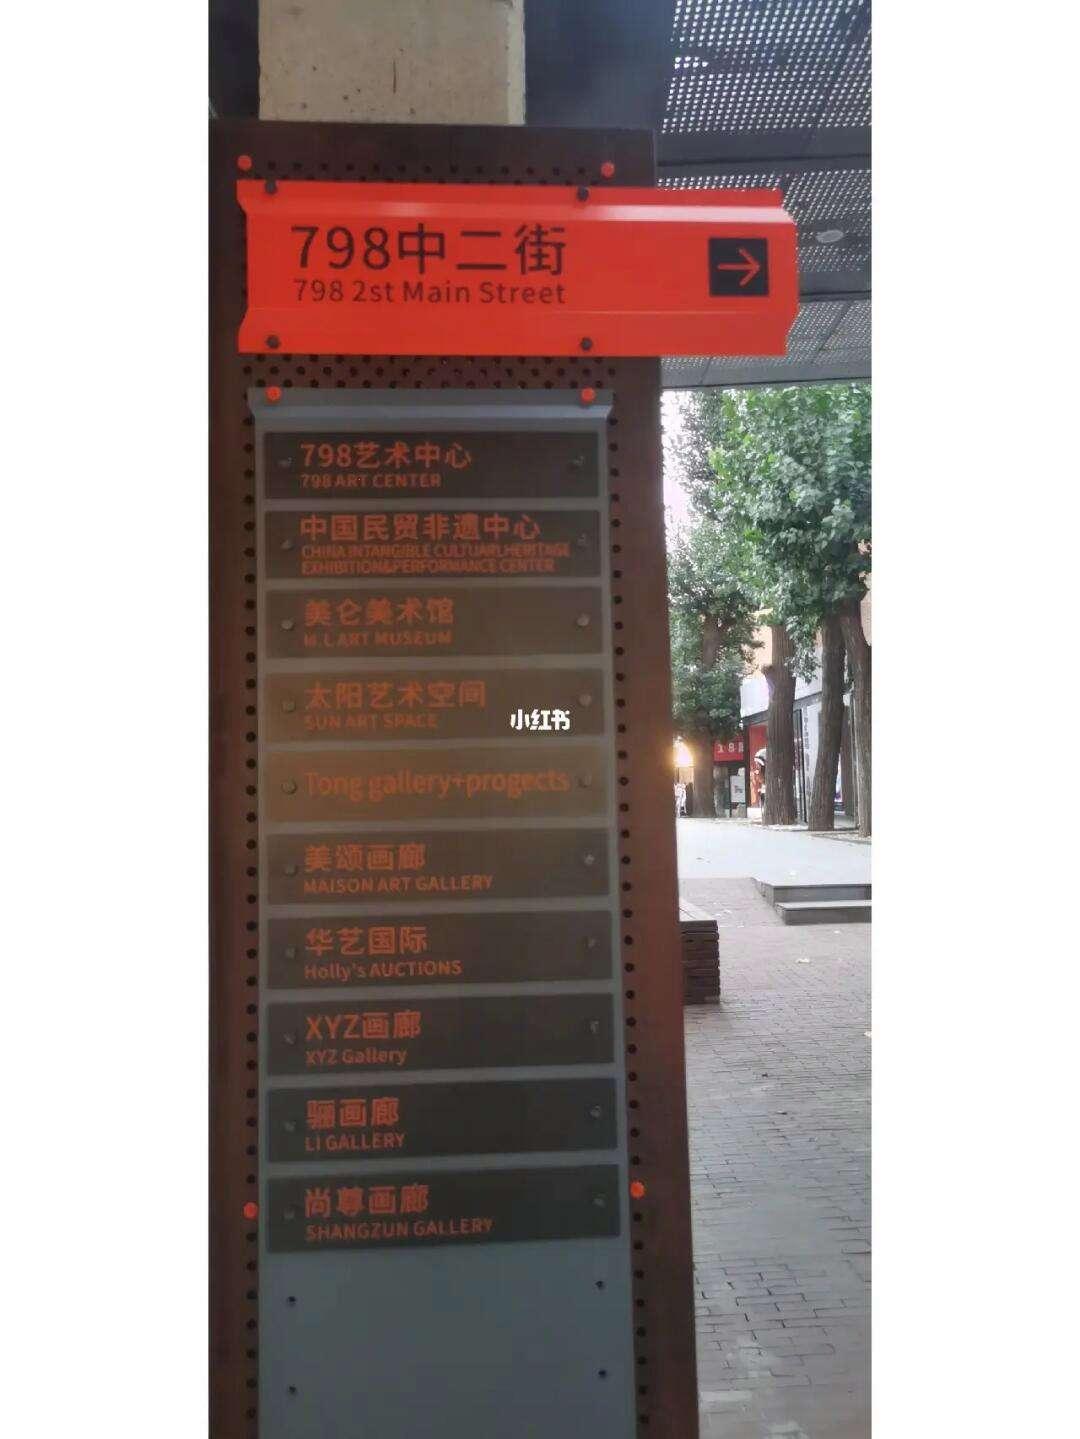 798中二街
798 2st Main Street
798艺术中心
798 ART CENTER
中国民贸非遗中心
CHINA INTANGIBLE CULTUARLHERITAGE
EXHIBITION&PERFORMANCE CENTER
美仑美术馆
M.L ART MUSEUM
太阳艺术空间
SUN ART SPACE
小红书
Tong gallery+progects
美颂画廊
MAISON ART GALLERY
华艺国际
Holly's AUCTIONS
XYZ画廊
XYZ Gallery
骊画廊
LI GALLERY
尚尊画廊
SHANGZUN GALLERY